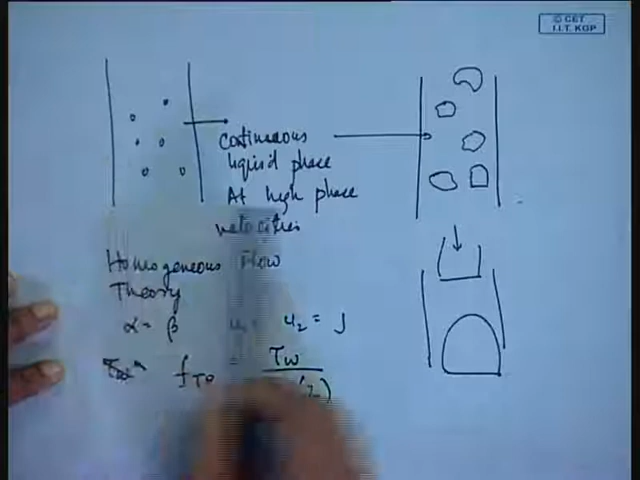 © CET
I.I.T. KGP
Continuous
liquid phase
At high phase
velocities
Homogeneous Flow
Theory
α = β
u₂ = j
f_TP
τw